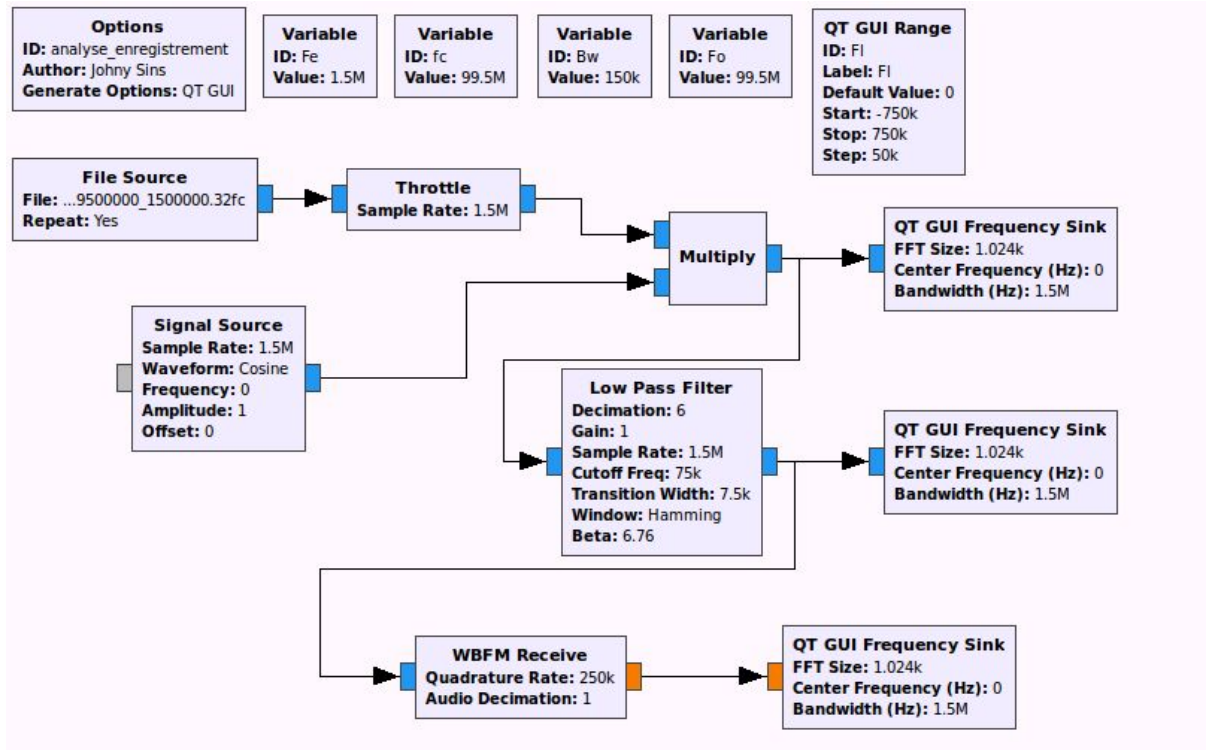 Options
ID: analyse_enregistrement
Author: Johny Sins
Generate Options: QT GUI
Variable
ID: Fe
Value: 1.5M
Variable
ID: fc
Value: 99.5M
Variable
ID: Bw
Value: 150k
Variable
ID: Fo
Value: 99.5M
QT GUI Range
ID: Fl
Label: Fl
Default Value: 0
Start: -750k
Stop: 750k
Step: 50k
File Source
File: ...9500000_1500000.32fc
Repeat: Yes
Throttle
Sample Rate: 1.5M
Multiply
QT GUI Frequency Sink
FFT Size: 1.024k
Center Frequency (Hz): 0
Bandwidth (Hz): 1.5M
Signal Source
Sample Rate: 1.5M
Waveform: Cosine
Frequency: 0
Amplitude: 1
Offset: 0
Low Pass Filter
Decimation: 6
Gain: 1
Sample Rate: 1.5M
Cutoff Freq: 75k
Transition Width: 7.5k
Window: Hamming
Beta: 6.76
QT GUI Frequency Sink
FFT Size: 1.024k
Center Frequency (Hz): 0
Bandwidth (Hz): 1.5M
WBFM Receive
Quadrature Rate: 250k
Audio Decimation: 1
QT GUI Frequency Sink
FFT Size: 1.024k
Center Frequency (Hz): 0
Bandwidth (Hz): 1.5M